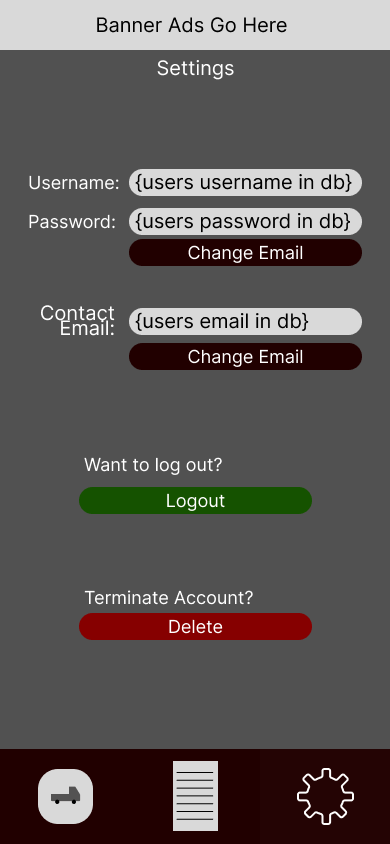 Banner Ads Go Here
Settings
Username: {users username in db}
Password: {users password in db}
Change Email
Contact
Email: {users email in db}
Change Email
Want to log out?
Logout
Terminate Account?
Delete